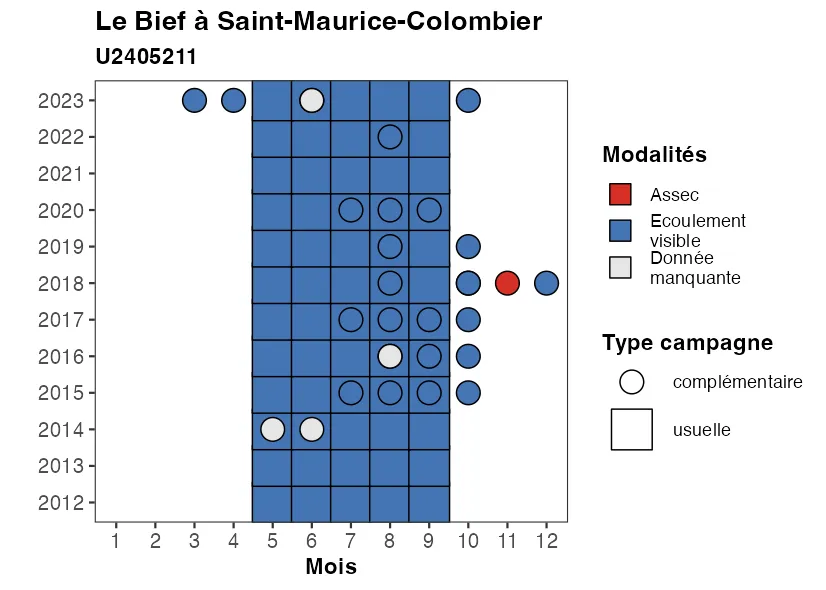 Le Bief à Saint-Maurice-Colombier
U2405211
2023
2022
2021
2020
2019
2018
2017
2016
2015
2014
2013
2012
1 2 3 4 5 6 7 8 9 10 11 12
Mois
Modalités
Assec
Ecoulement
visible
Donnée
manquante
Type campagne
complémentaire
usuelle